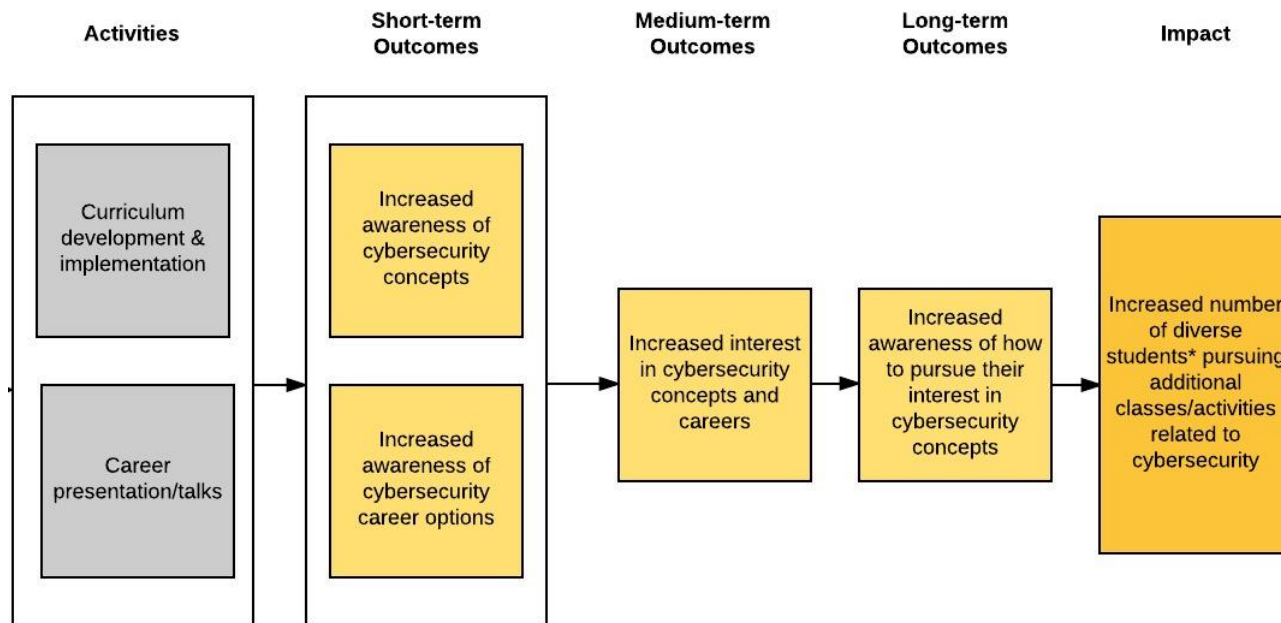 Activities
Short-term
Outcomes
Medium-term
Outcomes
Long-term
Outcomes
Impact
Curriculum
development &
implementation
Career
presentation/talks
Increased
awareness of
cybersecurity
concepts
Increased
awareness of
cybersecurity
career options
Increased interest
in cybersecurity
concepts and
careers
Increased
awareness of how
to pursue their
interest in
cybersecurity
concepts
Increased number
of diverse
students* pursuing
additional
classes/activities
related to
cybersecurity